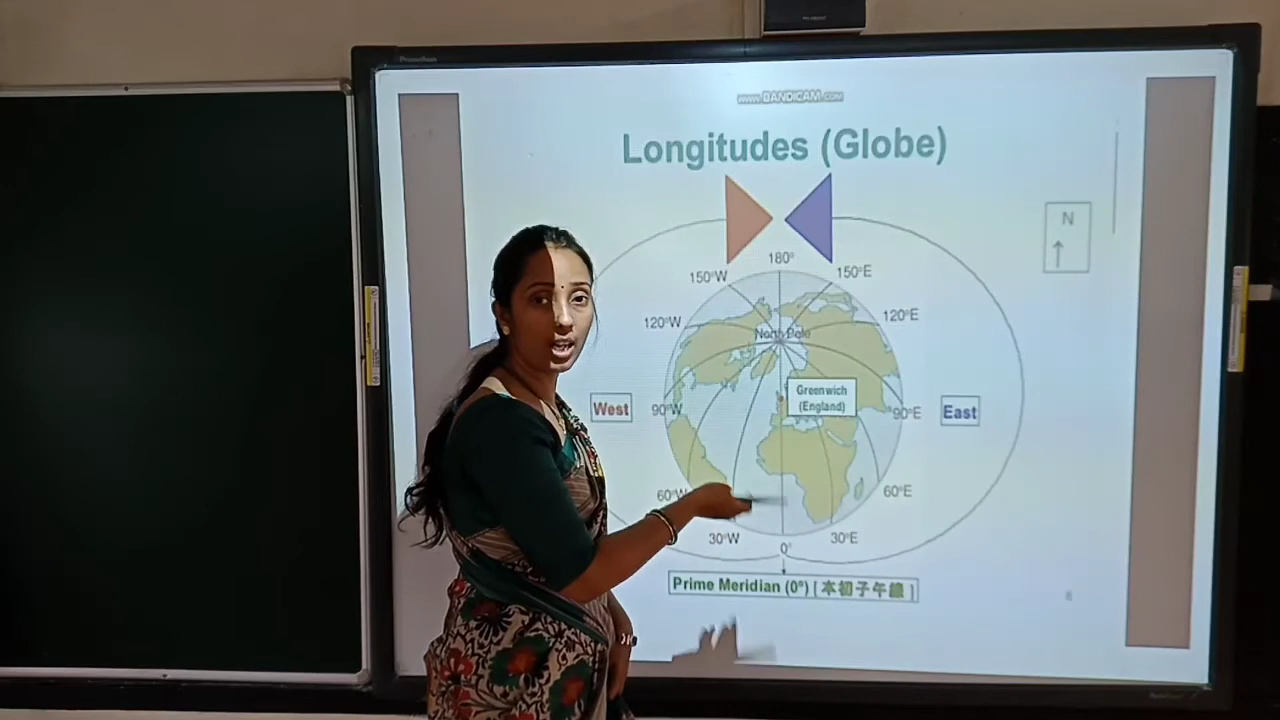 Promethean
www.BANDICAM.com
Longitudes (Globe)
N
180°
150°W
150°E
120°W
120°E
North Pole
Greenwich
(England)
West
90°W
90°E
East
60°W
60°E
30°W
0°
30°E
Prime Meridian (0°) [ 本初子午線 ]